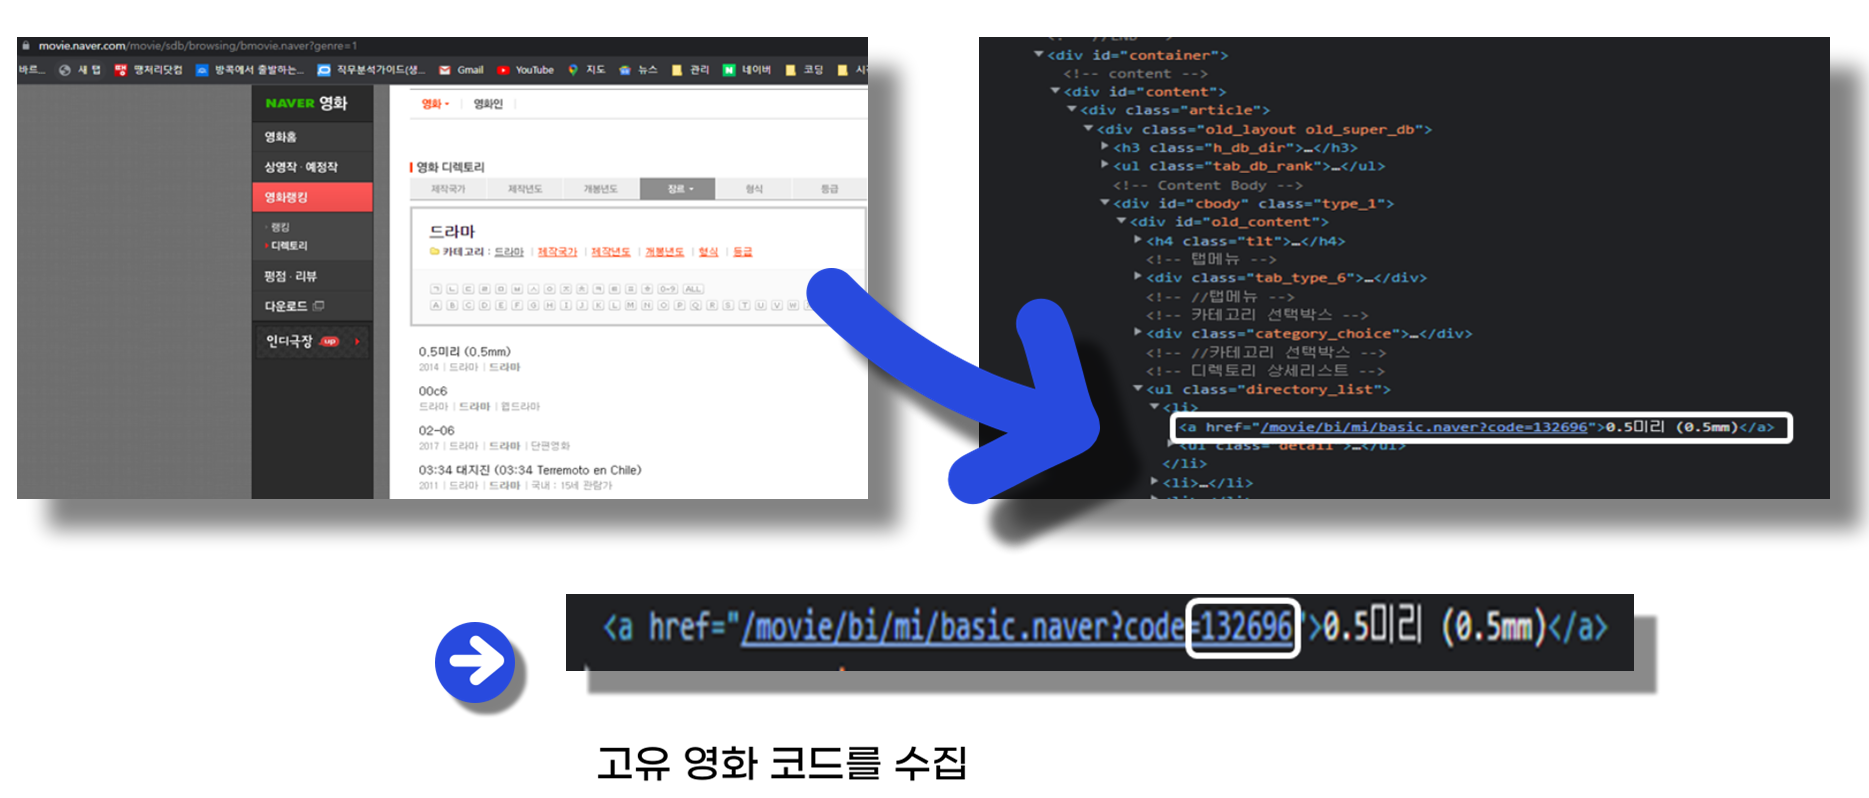 movie.naver.com/movie/sdb/browsing/bmovie.naver?genre=1
바르... 새 탭 땡처리닷컴 방콕에서 출발하는... 직무분석가이드(생... Gmail YouTube 지도 뉴스 관리 네이버 코딩
NAVER 영화
영화홈
상영작 · 예정작
영화랭킹
· 랭킹
디렉토리
평점 · 리뷰
다운로드
인디극장 up
영화 | 영화인
영화 디렉토리
제작국가 제작년도 개봉년도 장르 형식 등급
드라마
카테고리 : 드라마 | 제작국가 | 제작년도 | 개봉년도 | 형식 | 등급
ㄱ ㄴ ㄷ ㄹ ㅁ ㅂ ㅅ ㅇ ㅈ ㅊ ㅋ ㅌ ㅍ ㅎ 0~9 ALL
A B C D E F G H I J K L M N O P Q R S T U V W
0.5미리 (0.5mm)
2014 | 드라마 | 드라마
00c6
드라마 | 드라마 | 웹드라마
02-06
2017 | 드라마 | 드라마 | 단편영화
03:34 대지진 (03:34 Terremoto en Chile)
2011 | 드라마 | 드라마 | 국내 : 15세 관람가
<div id="container">
<!-- content -->
<div id="content">
<div class="article">
<div class="old_layout old_super_db">
<h3 class="h_db_dir">…</h3>
<ul class="tab_db_rank">…</ul>
<!-- Content Body -->
<div id="cbody" class="type_1">
<div id="old_content">
<h4 class="tlt">…</h4>
<!-- 탭메뉴 -->
<div class="tab_type_6">…</div>
<!-- //탭메뉴 -->
<!-- 카테고리 선택박스 -->
<div class="category_choice">…</div>
<!-- //카테고리 선택박스 -->
<!-- 디렉토리 상세리스트 -->
<ul class="directory_list">
<li>
<a href="/movie/bi/mi/basic.naver?code=132696">0.5미리 (0.5mm)</a>
<ul class="detail">…</ul>
</li>
<li>…</li>
<a href="/movie/bi/mi/basic.naver?code=132696">0.5미리 (0.5mm)</a>
고유 영화 코드를 수집